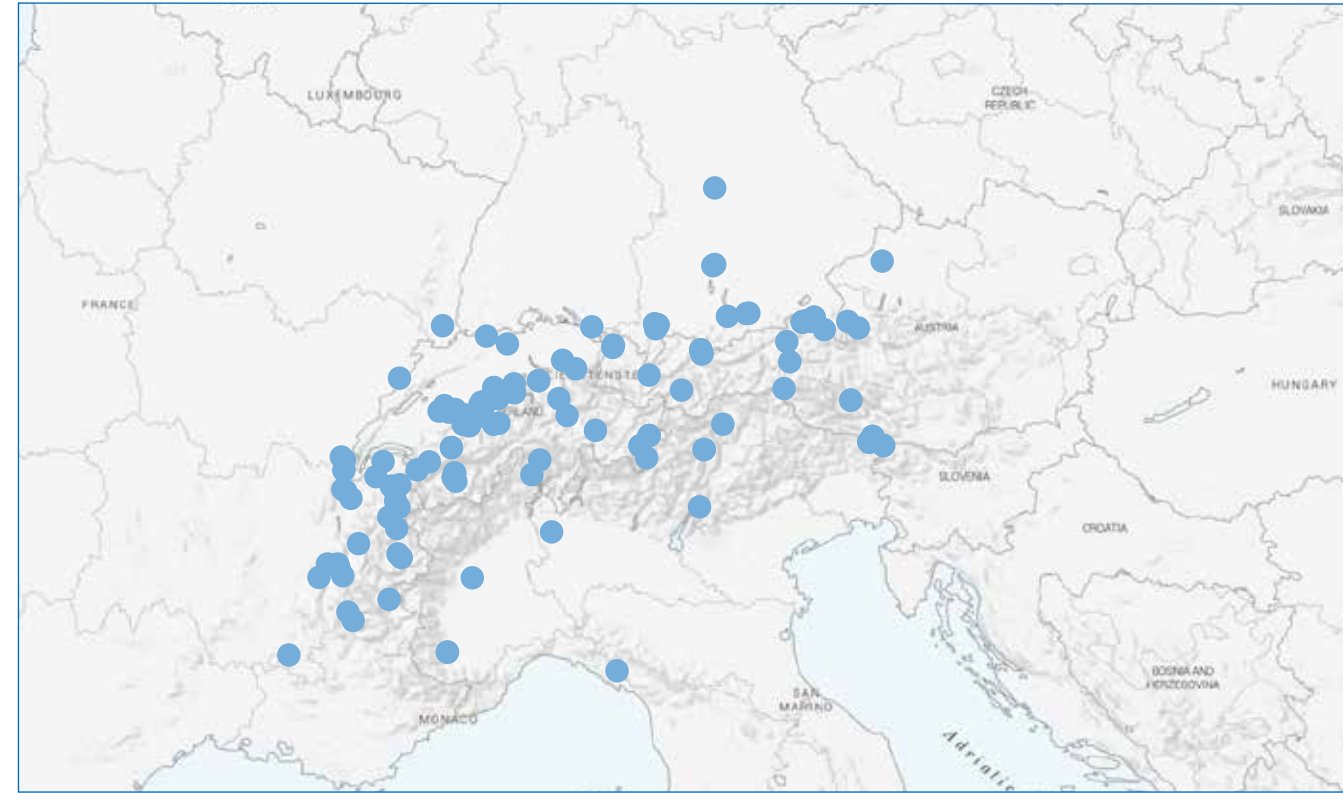 LUXEMBOURG
CZECH
REPUBLIC
SLOVAKIA
FRANCE
AUSTRIA
HUNGARY
SLOVENIA
CROATIA
BOSNIA AND
HERZEGOVINA
SAN
MARINO
MONACO
Adriatic